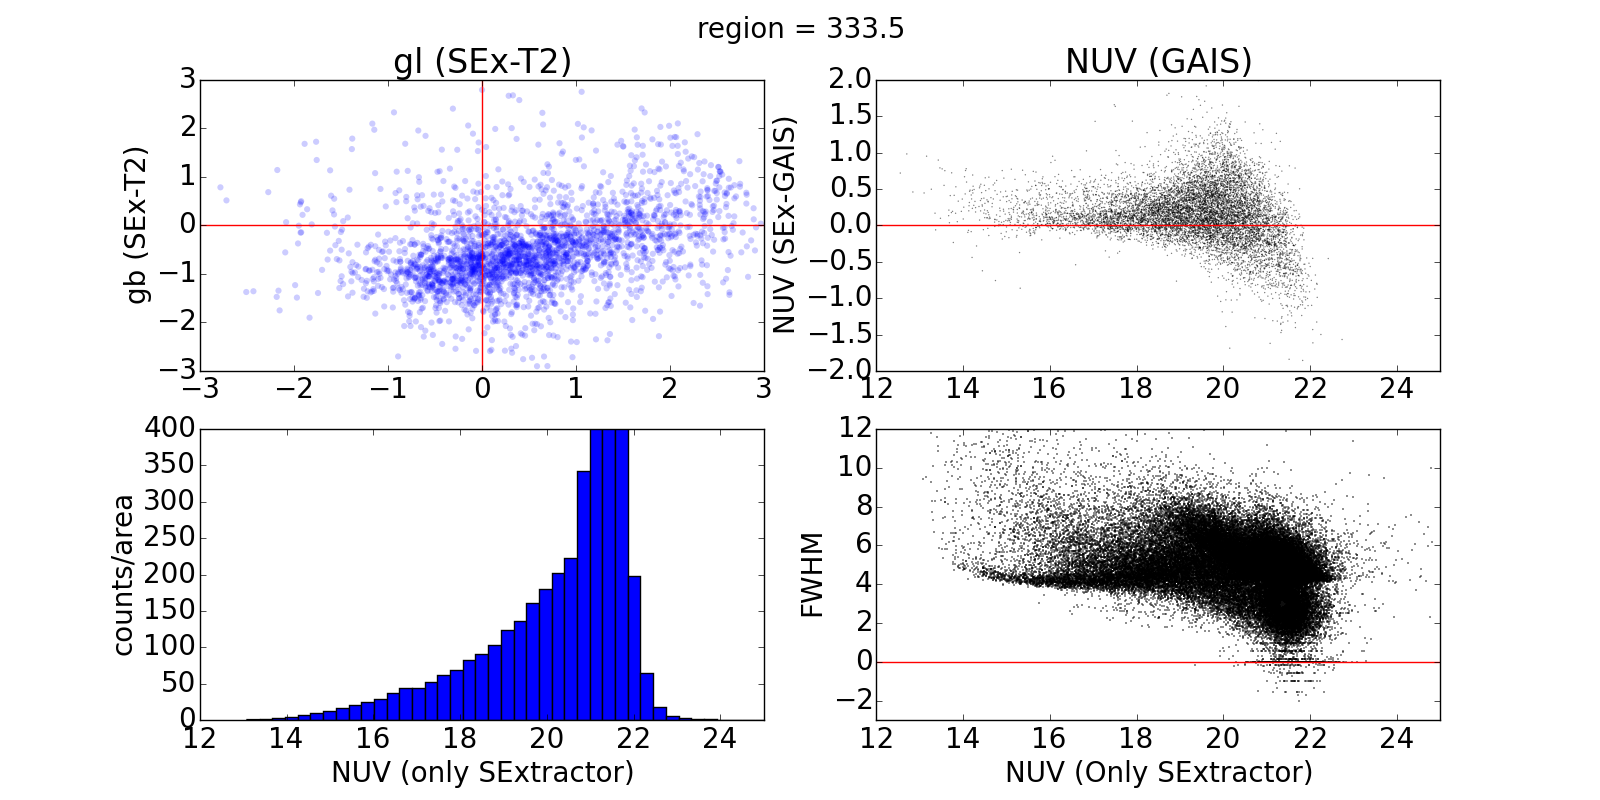 region = 333.5
gl (SEx-T2)
NUV (GAIS)
gb (SEx-T2)
3
2
1
0
−1
−2
−3
−3 −2 −1 0 1 2 3
NUV (SEx-GAIS)
2.0
1.5
1.0
0.5
0.0
−0.5
−1.0
−1.5
−2.0
12 14 16 18 20 22 24
counts/area
400
350
300
250
200
150
100
50
0
12 14 16 18 20 22 24
NUV (only SExtractor)
FWHM
12
10
8
6
4
2
0
−2
12 14 16 18 20 22 24
NUV (Only SExtractor)